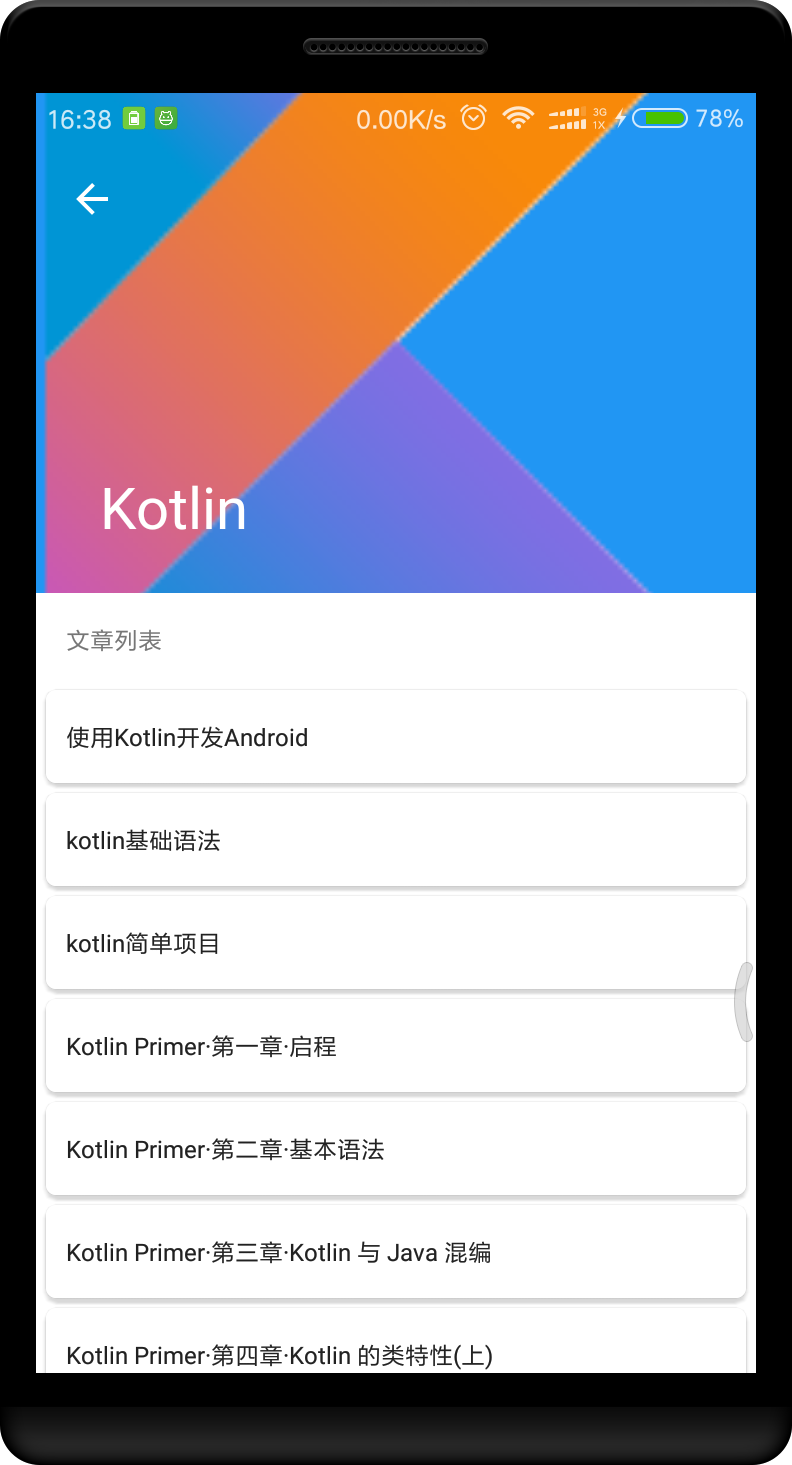 16:38 0.00K/s 3G 1X 78%
Kotlin
文章列表
使用Kotlin开发Android
kotlin基础语法
kotlin简单项目
Kotlin Primer·第一章·启程
Kotlin Primer·第二章·基本语法
Kotlin Primer·第三章·Kotlin 与 Java 混编
Kotlin Primer·第四章·Kotlin 的类特性(上)